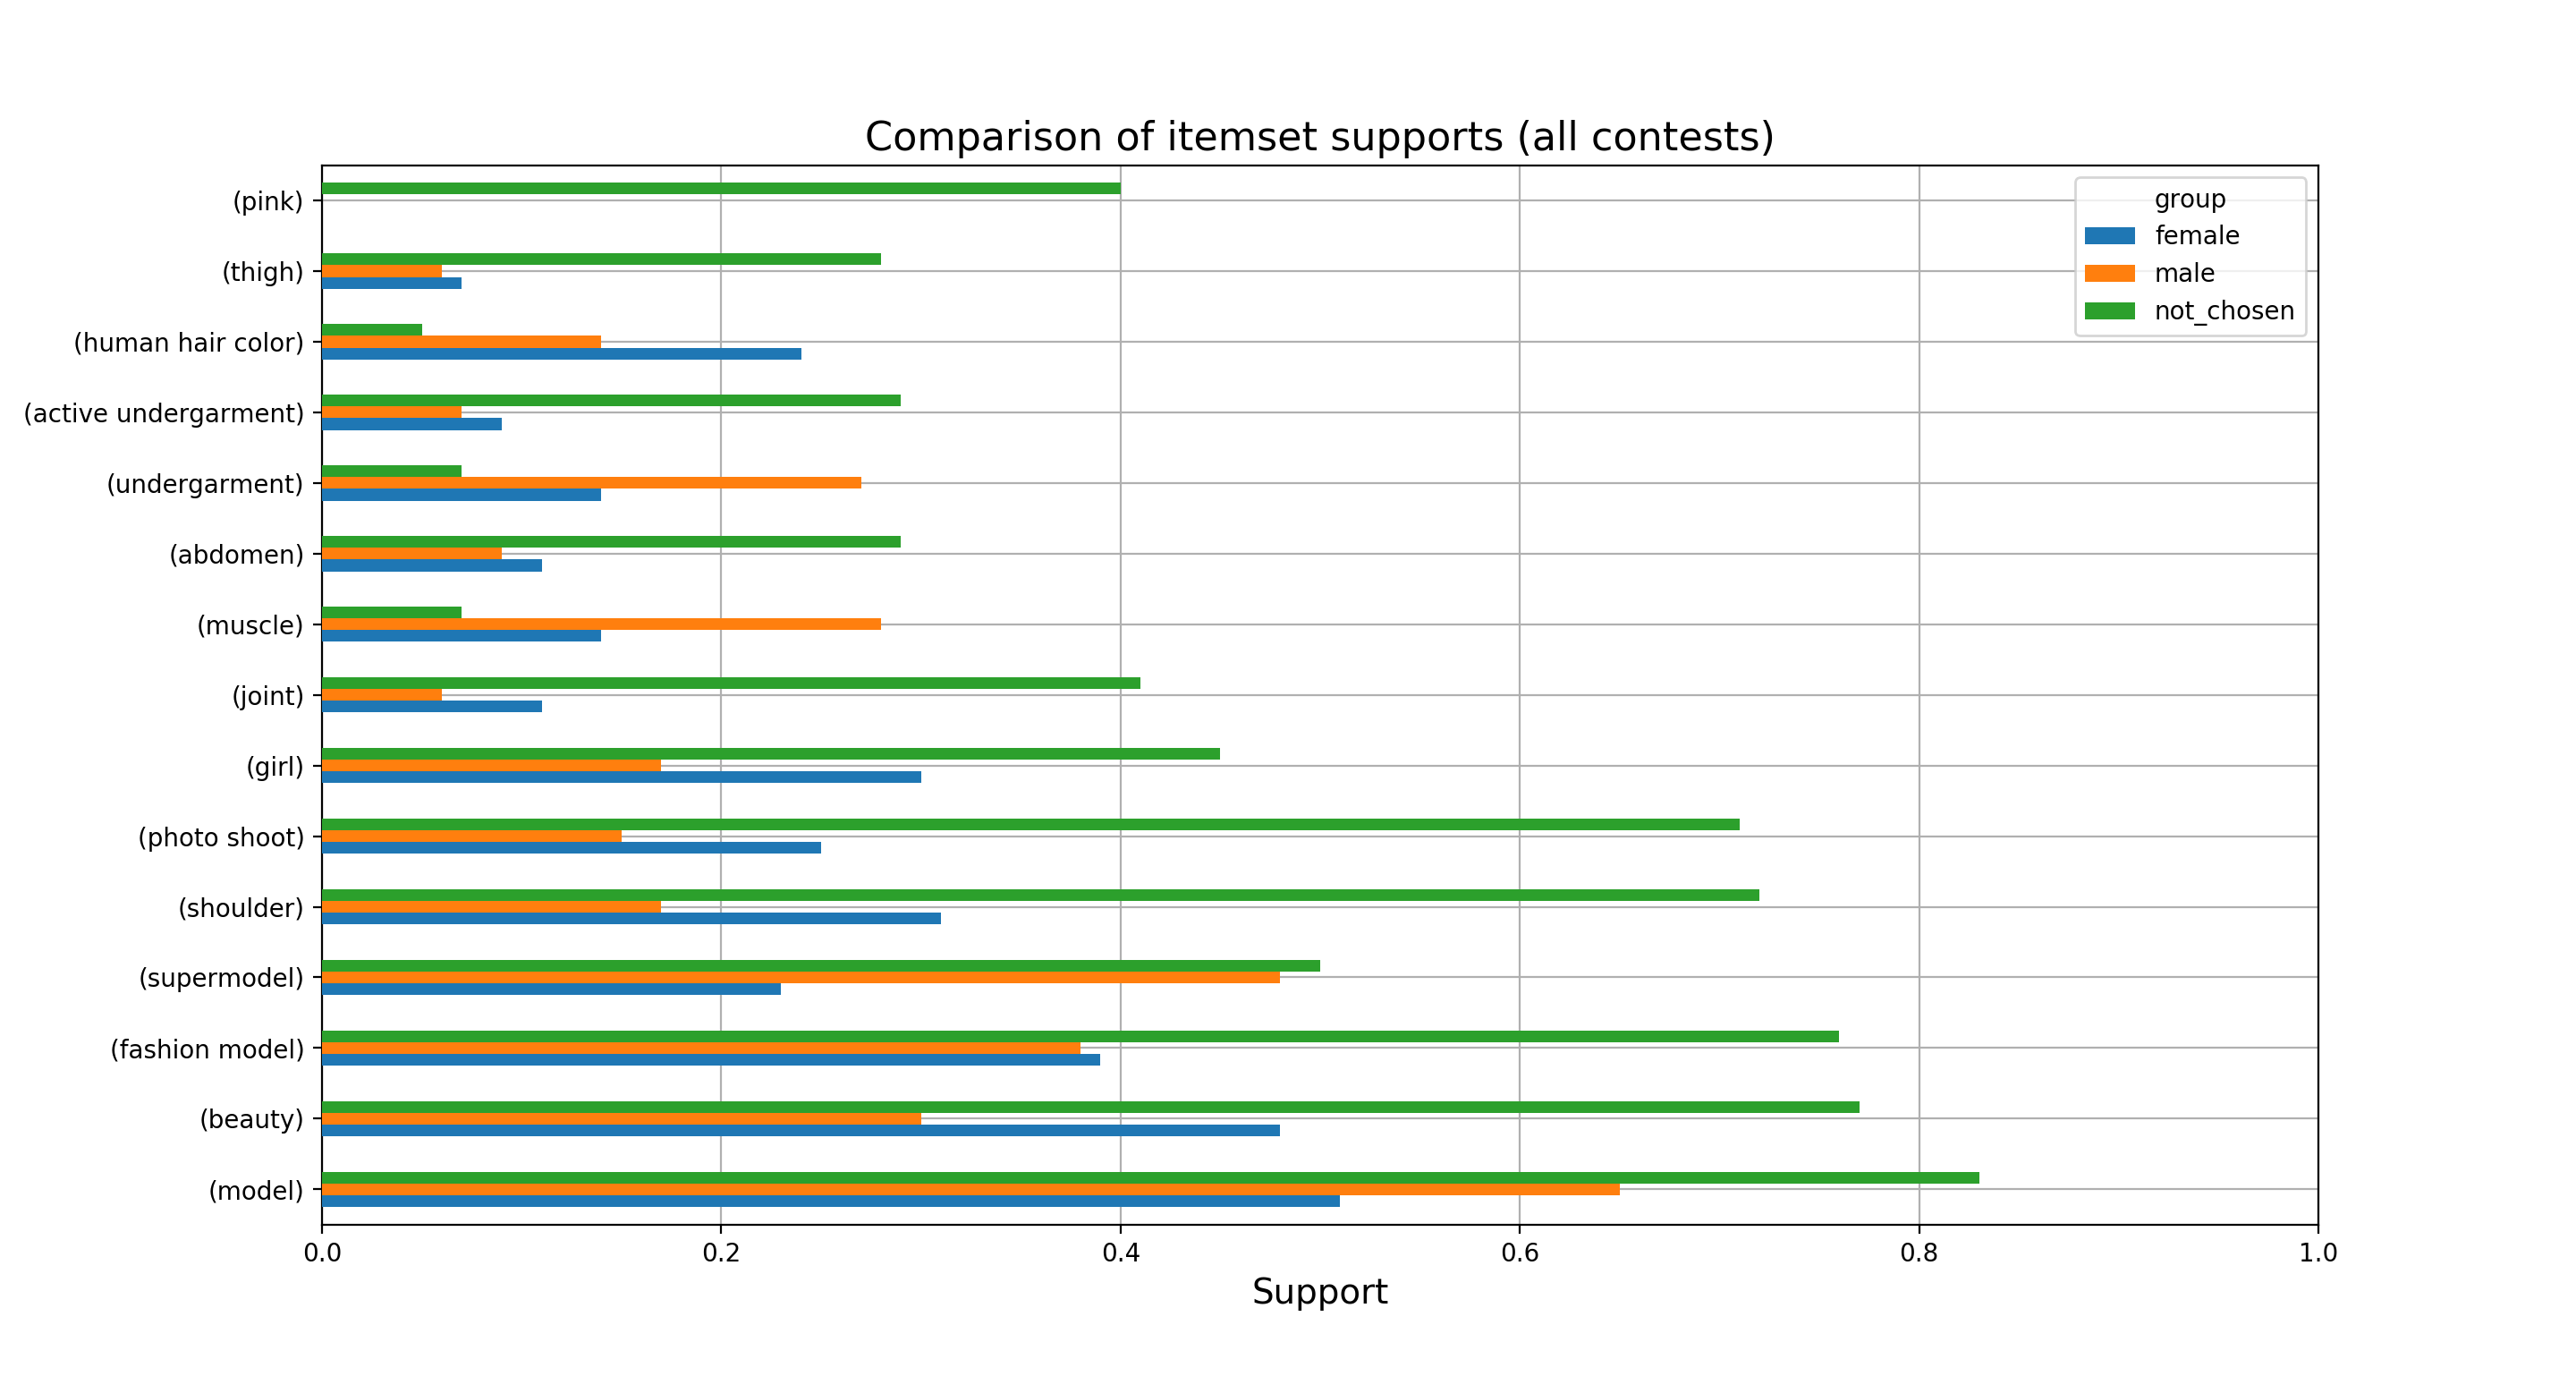 Comparison of itemset supports (all contests)
(pink)
(thigh)
(human hair color)
(active undergarment)
(undergarment)
(abdomen)
(muscle)
(joint)
(girl)
(photo shoot)
(shoulder)
(supermodel)
(fashion model)
(beauty)
(model)
group
female
male
not_chosen
0.0 0.2 0.4 0.6 0.8 1.0
Support